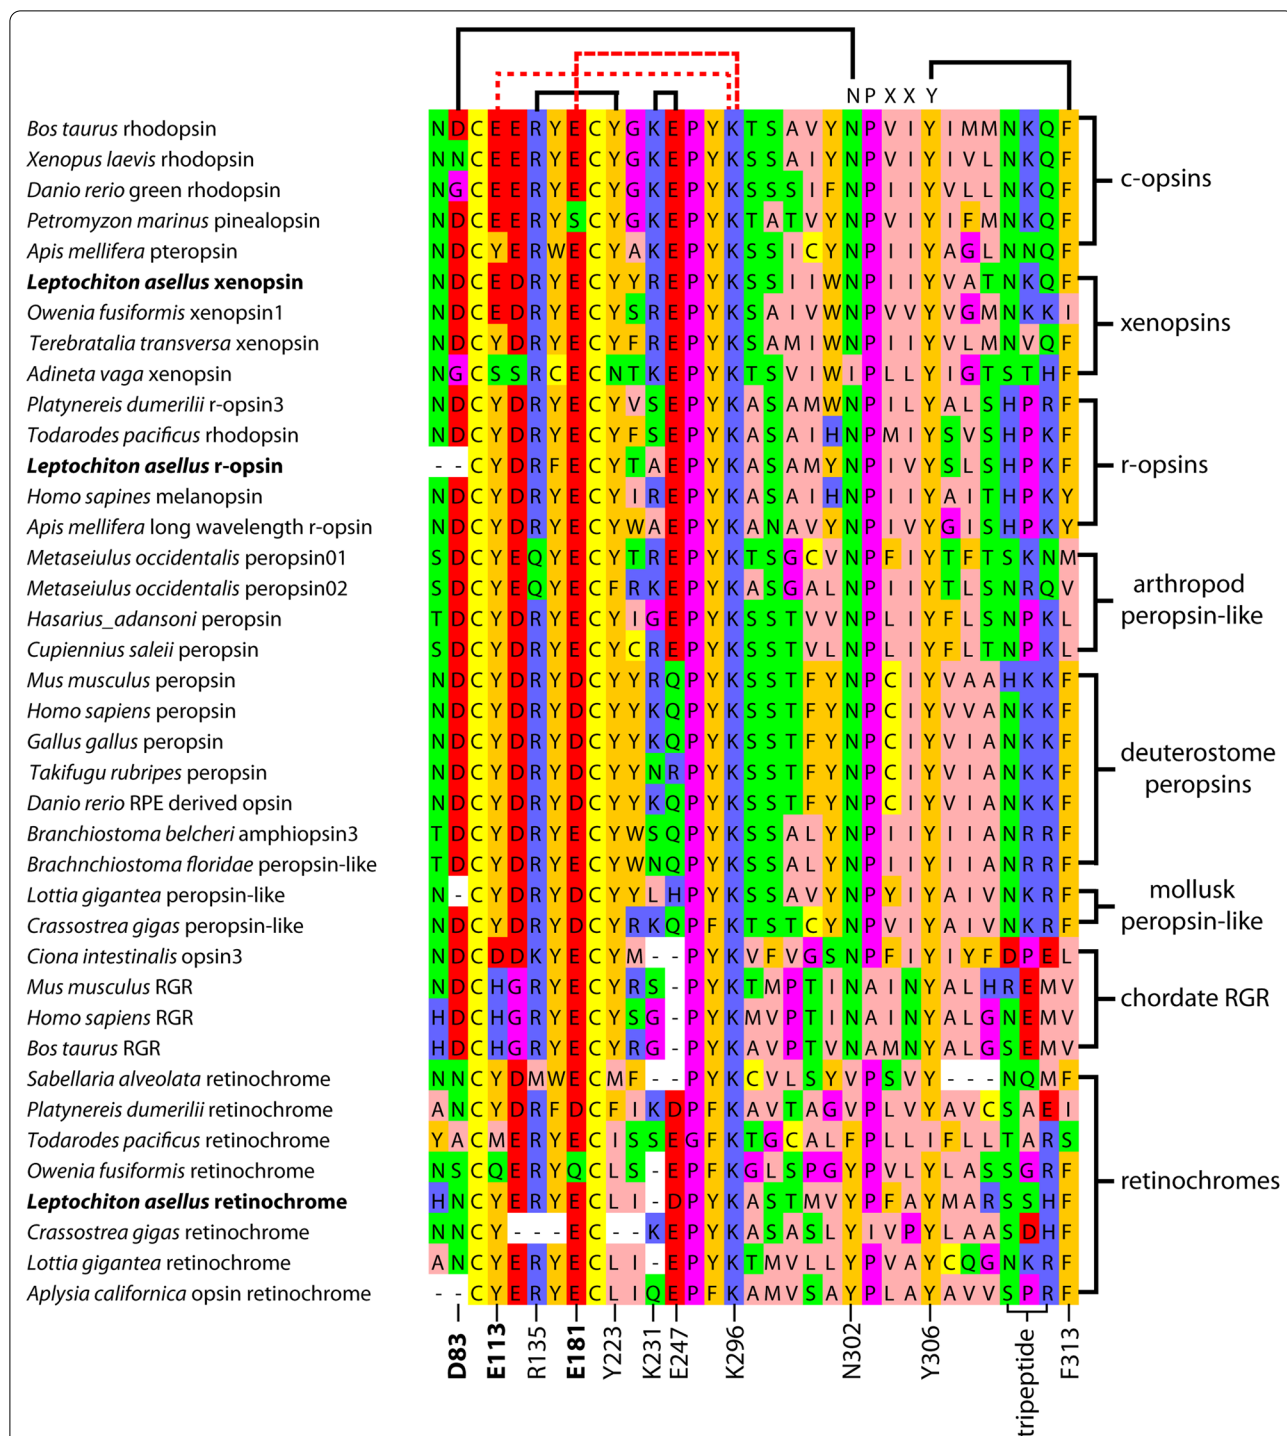 N P X X Y
Bos taurus rhodopsin N D C E E R Y E C Y G K E P Y K T S A V Y N P V I Y I M M N K Q F
Xenopus laevis rhodopsin N N C E E R Y E C Y G K E P Y K S S A I Y N P V I Y I V L N K Q F
Danio rerio green rhodopsin N G C E E R Y E C Y G K E P Y K S S S I F N P I I Y V L L N K Q F
c-opsins
Petromyzon marinus pinealopsin N D C E E R Y S C Y G K E P Y K T A T V Y N P V I Y I F M N K Q F
Apis mellifera pteropsin N D C Y E R W E C Y A K E P Y K S S I C Y N P I I Y A G L N N Q F
Leptochiton asellus xenopsin N D C E D R Y E C Y Y R E P Y K S S I I W N P I I Y V A T N K Q F
Owenia fusiformis xenopsin1 N D C E D R Y E C Y S R E P Y K S A I V W N P V V Y V G M N K K I
xenopsins
Terebratalia transversa xenopsin N D C Y D R Y E C Y F R E P Y K S A M I W N P I I Y V L M N V Q F
Adineta vaga xenopsin N G C S S R C E C N T K E P Y K T S V I W I P L L Y I G T S T H F
Platynereis dumerilii r-opsin3 N D C Y D R Y E C Y V S E P Y K A S A M W N P I L Y A L S H P R F
Todarodes pacificus rhodopsin N D C Y D R Y E C Y F S E P Y K A S A I H N P M I Y S V S H P K F
Leptochiton asellus r-opsin - - C Y D R F E C Y T A E P Y K A S A M Y N P I V Y S L S H P K F
r-opsins
Homo sapines melanopsin N D C Y D R Y E C Y I R E P Y K A S A I H N P I I Y A I T H P K Y
Apis mellifera long wavelength r-opsin N D C Y D R Y E C Y W A E P Y K A N A V Y N P I V Y G I S H P K Y
Metaseiulus occidentalis peropsin01 S D C Y E Q Y E C Y T R E P Y K T S G C V N P F I Y T F T S K N M
Metaseiulus occidentalis peropsin02 S D C Y E Q Y E C F R K E P Y K A S G A L N P I I Y T L S N R Q V
arthropod
peropsin-like
Hasarius_adansoni peropsin T D C Y D R Y E C Y I G E P Y K S S T V V N P L I Y F L S N P K L
Cupiennius saleii peropsin S D C Y D R Y E C Y C R E P Y K S S T V L N P L I Y F L T N P K L
Mus musculus peropsin N D C Y D R Y D C Y Y R Q P Y K S S T F Y N P C I Y V A A H K K F
Homo sapiens peropsin N D C Y D R Y D C Y Y K Q P Y K S S T F Y N P C I Y V V A N K K F
Gallus gallus peropsin N D C Y D R Y D C Y Y K Q P Y K S S T F Y N P C I Y V I A N K K F
Takifugu rubripes peropsin N D C Y D R Y D C Y Y N R P Y K S S T F Y N P C I Y V I A N K K F
deuterostome
peropsins
Danio rerio RPE derived opsin N D C Y D R Y D C Y Y K Q P Y K S S T F Y N P C I Y V I A N K K F
Branchiostoma belcheri amphiopsin3 T D C Y D R Y E C Y W S Q P Y K S S A L Y N P I I Y I I A N R R F
Brachnchiostoma floridae peropsin-like T D C Y D R Y E C Y W N Q P Y K S S A L Y N P I I Y I I A N R R F
Lottia gigantea peropsin-like N - C Y D R Y D C Y Y L H P Y K S S A V Y N P Y I Y A I V N K R F
mollusk
peropsin-like
Crassostrea gigas peropsin-like N D C Y D R Y D C Y R K Q P F K T S T C Y N P V I Y A I V N K R F
Ciona intestinalis opsin3 N D C D D K Y E C Y M - - P Y K V F V G S N P F I Y I Y F D P E L
Mus musculus RGR N D C H G R Y E C Y R S - P Y K T M P T I N A I N Y A L H R E M V
chordate RGR
Homo sapiens RGR H D C H G R Y E C Y S G - P Y K M V P T I N A I N Y A L G N E M V
Bos taurus RGR H D C H G R Y E C Y R G - P Y K A V P T V N A M N Y A L G S E M V
Sabellaria alveolata retinochrome N N C Y D M W E C M F - - P Y K C V L S Y V P S V Y - - - N Q M F
Platynereis dumerilii retinochrome A N C Y D R F D C F I K D P F K A V T A G V P L V Y A V C S A E I
Todarodes pacificus retinochrome Y A C M E R Y E C I S S E G F K T G C A L F P L L I F L L T A R S
Owenia fusiformis retinochrome N S C Q E R Y Q C L S - E P F K G L S P G Y P V L Y L A S S G R F
retinochromes
Leptochiton asellus retinochrome H N C Y E R Y E C L I - D P Y K A S T M V Y P F A Y M A R S S H F
Crassostrea gigas retinochrome N N C Y - - - E C - - K E P Y K A S A S L Y I V P Y L A A S D H F
Lottia gigantea retinochrome A N C Y E R Y E C L I - E P Y K T M V L L Y P V A Y C Q G N K R F
Aplysia californica opsin retinochrome - - C Y E R Y E C L I Q E P F K A M V S A Y P L A Y A V V S P R F
D83 E113 R135 E181 Y223 K231 E247 K296 N302 Y306 tripeptide F313